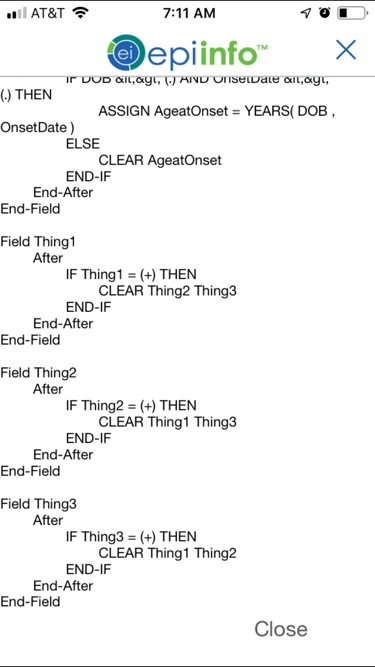 AT&T 7:11 AM
ei epiinfo™
IF DOB &lt;&gt; (.) AND OnsetDate &lt;&gt;
(.) THEN
ASSIGN AgeatOnset = YEARS( DOB ,
OnsetDate )
ELSE
CLEAR AgeatOnset
END-IF
End-After
End-Field
Field Thing1
After
IF Thing1 = (+) THEN
CLEAR Thing2 Thing3
END-IF
End-After
End-Field
Field Thing2
After
IF Thing2 = (+) THEN
CLEAR Thing1 Thing3
END-IF
End-After
End-Field
Field Thing3
After
IF Thing3 = (+) THEN
CLEAR Thing1 Thing2
END-IF
End-After
End-Field
Close